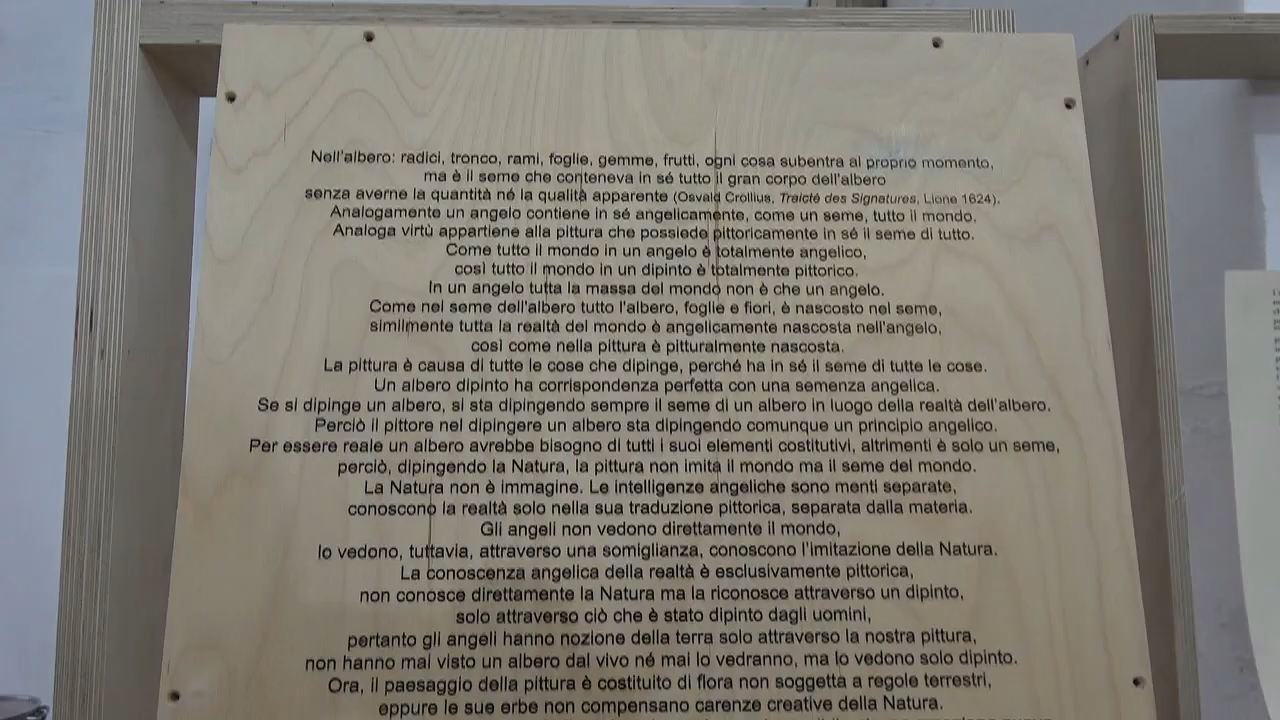 Nell'albero: radici, tronco, rami, foglie, gemme, frutti, ogni cosa subentra al proprio momento,
ma è il seme che conteneva in sé tutto il gran corpo dell'albero
senza averne la quantità né la qualità apparente (Osvald Crollius, Traicté des Signatures, Lione 1624).
Analogamente un angelo contiene in sé angelicamente, come un seme, tutto il mondo.
Analoga virtù appartiene alla pittura che possiede pittoricamente in sé il seme di tutto.
Come tutto il mondo in un angelo è totalmente angelico,
così tutto il mondo in un dipinto è totalmente pittorico.
In un angelo tutta la massa del mondo non è che un angelo.
Come nel seme dell'albero tutto l'albero, foglie e fiori, è nascosto nel seme,
similmente tutta la realtà del mondo è angelicamente nascosta nell'angelo,
così come nella pittura è pitturalmente nascosta.
La pittura è causa di tutte le cose che dipinge, perché ha in sé il seme di tutte le cose.
Un albero dipinto ha corrispondenza perfetta con una semenza angelica.
Se si dipinge un albero, si sta dipingendo sempre il seme di un albero in luogo della realtà dell'albero.
Perciò il pittore nel dipingere un albero sta dipingendo comunque un principio angelico.
Per essere reale un albero avrebbe bisogno di tutti i suoi elementi costitutivi, altrimenti è solo un seme,
perciò, dipingendo la Natura, la pittura non imita il mondo ma il seme del mondo.
La Natura non è immagine. Le intelligenze angeliche sono menti separate,
conoscono la realtà solo nella sua traduzione pittorica, separata dalla materia.
Gli angeli non vedono direttamente il mondo,
lo vedono, tuttavia, attraverso una somiglianza, conoscono l'imitazione della Natura.
La conoscenza angelica della realtà è esclusivamente pittorica,
non conosce direttamente la Natura ma la riconosce attraverso un dipinto,
solo attraverso ciò che è stato dipinto dagli uomini,
pertanto gli angeli hanno nozione della terra solo attraverso la nostra pittura,
non hanno mai visto un albero dal vivo né mai lo vedranno, ma lo vedono solo dipinto.
Ora, il paesaggio della pittura è costituito di flora non soggetta a regole terrestri,
eppure le sue erbe non compensano carenze creative della Natura.